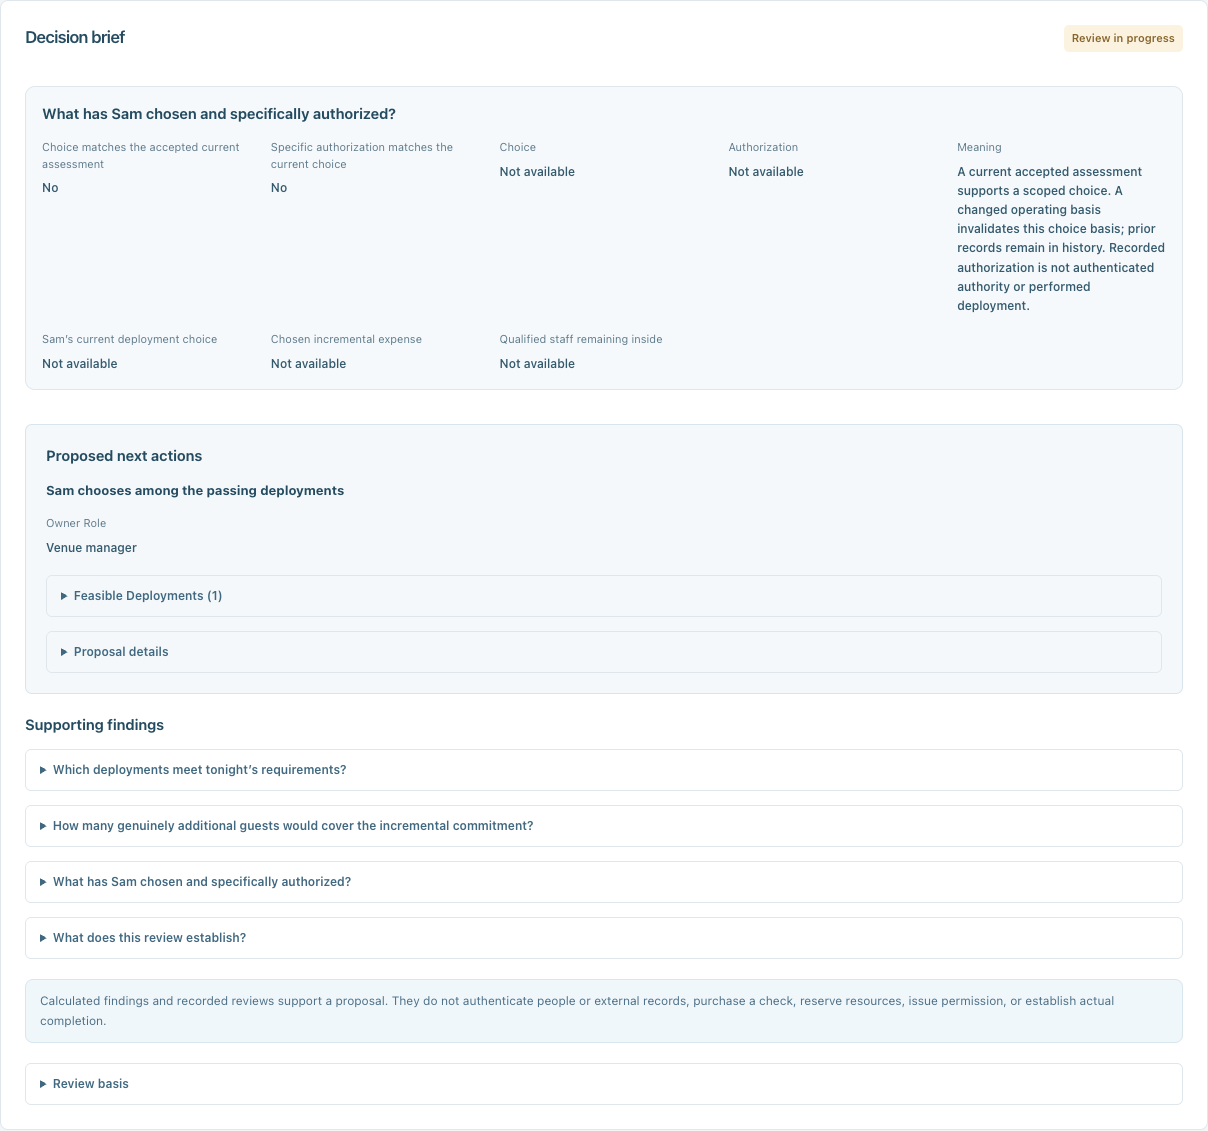 Decision brief
Review in progress
What has Sam chosen and specifically authorized?
Choice matches the accepted current
assessment
No
Specific authorization matches the
current choice
No
Choice
Not available
Authorization
Not available
Meaning
A current accepted assessment
supports a scoped choice. A
changed operating basis
invalidates this choice basis; prior
records remain in history. Recorded
authorization is not authenticated
authority or performed
deployment.
Sam's current deployment choice
Not available
Chosen incremental expense
Not available
Qualified staff remaining inside
Not available
Proposed next actions
Sam chooses among the passing deployments
Owner Role
Venue manager
Feasible Deployments (1)
Proposal details
Supporting findings
Which deployments meet tonight's requirements?
How many genuinely additional guests would cover the incremental commitment?
What has Sam chosen and specifically authorized?
What does this review establish?
Calculated findings and recorded reviews support a proposal. They do not authenticate people or external records, purchase a check, reserve resources, issue permission, or establish actual
completion.
Review basis